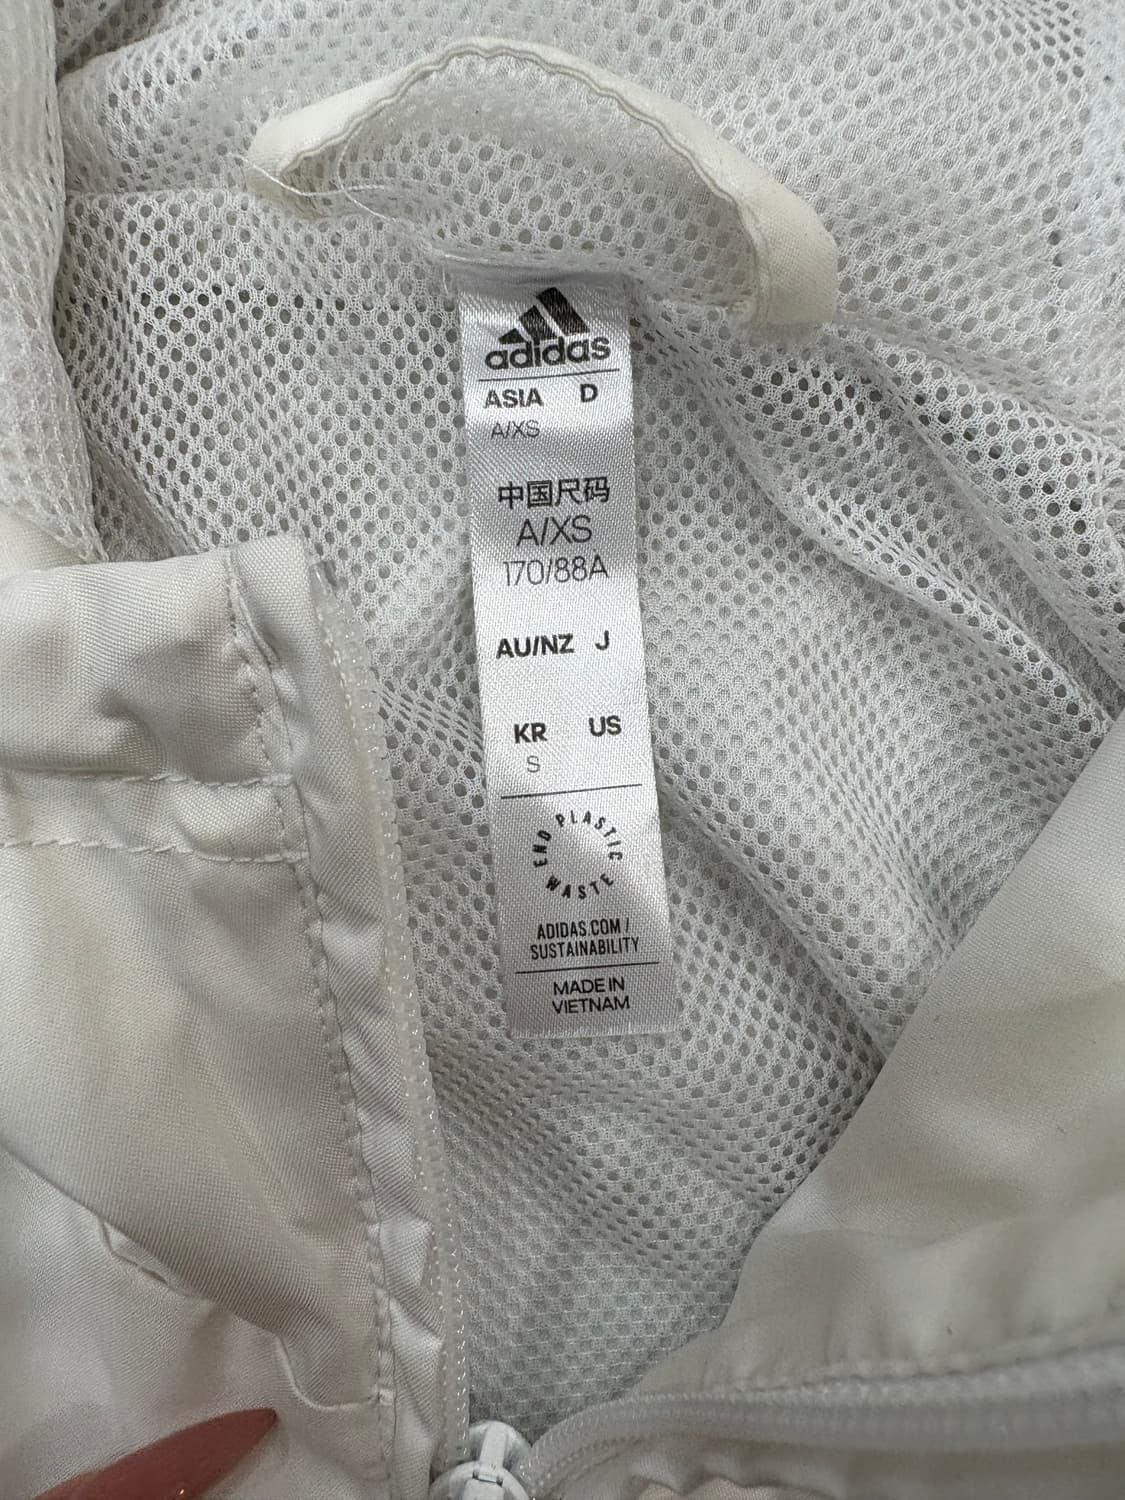 adidas
ASIA D
A/XS
中国尺码
A/XS
170/88A
AU/NZ J
KR US
S
END PLASTIC WASTE
ADIDAS.COM /
SUSTAINABILITY
MADE IN
VIETNAM